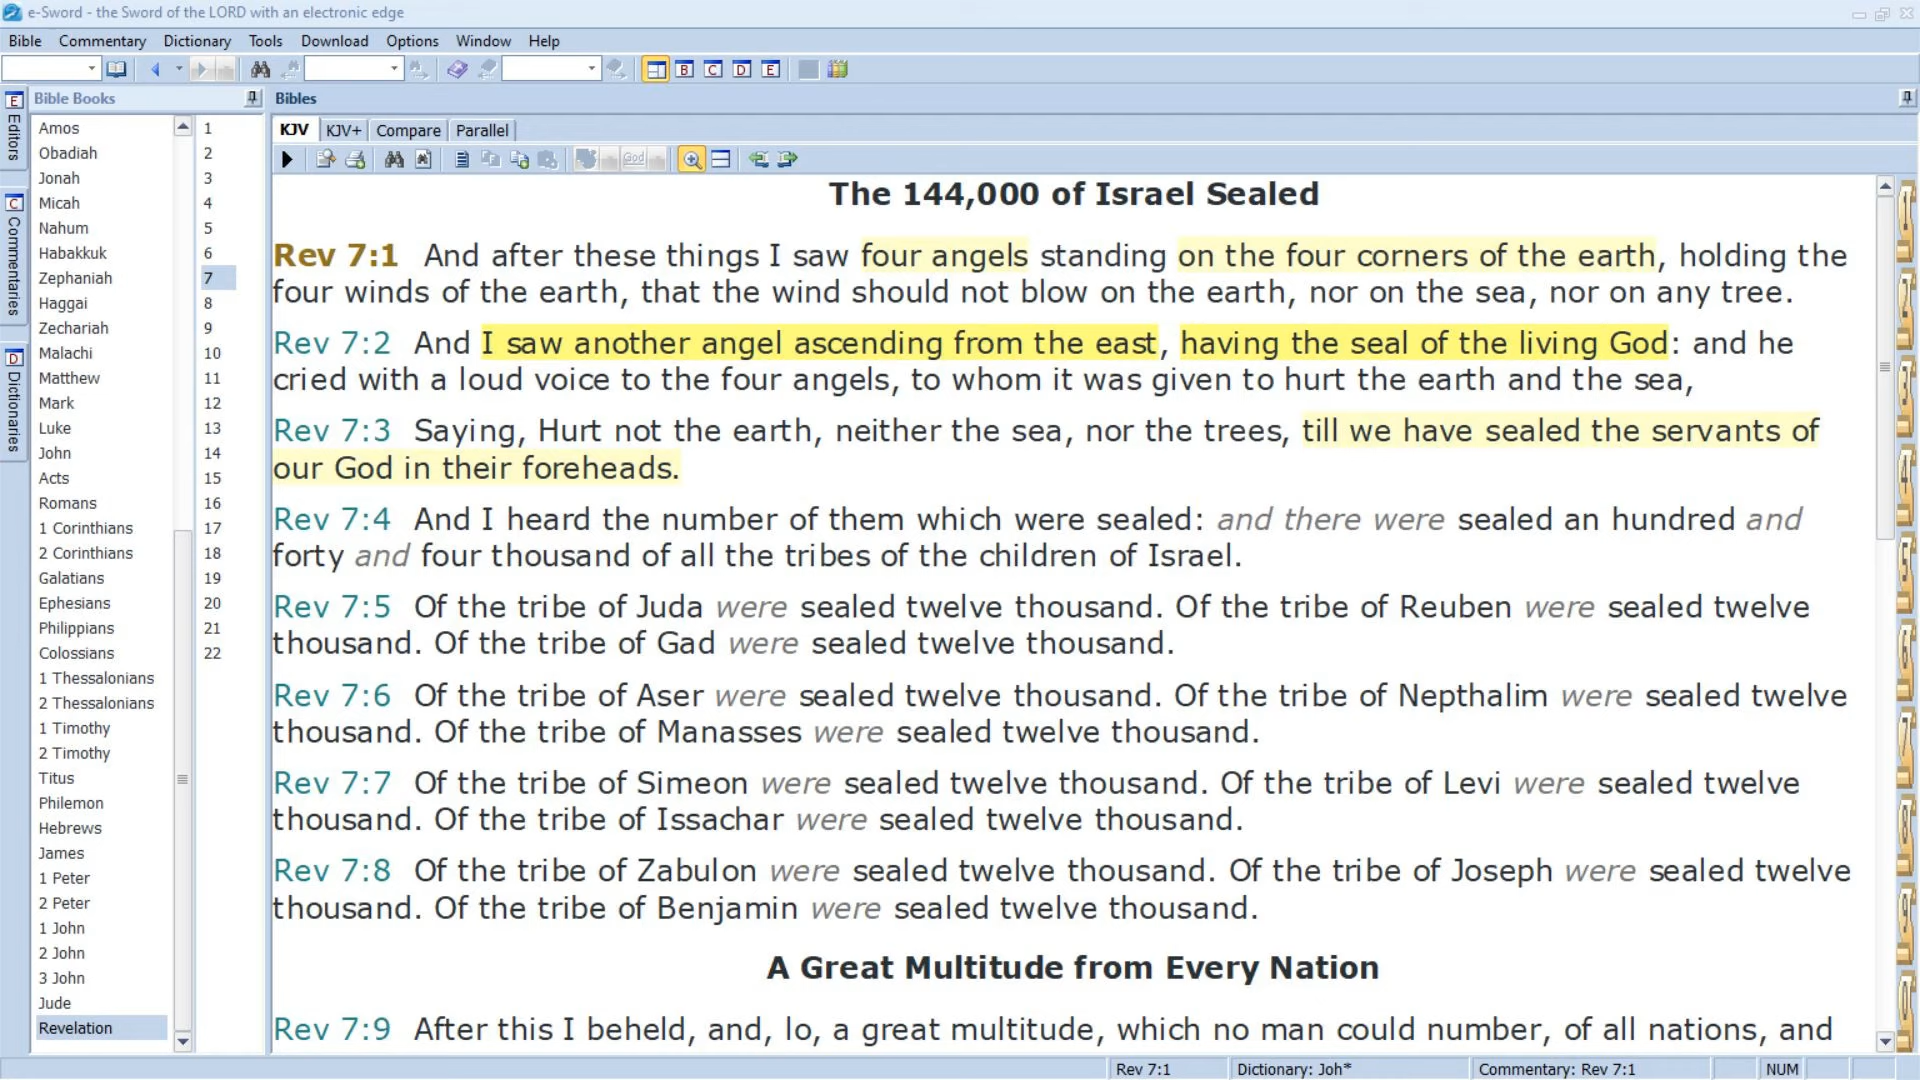 e-Sword - the Sword of the LORD with an electronic edge
Bible Commentary Dictionary Tools Download Options Window Help
B C D E
E Editors
C Commentaries
D Dictionaries
Bible Books
Amos
Obadiah
Jonah
Micah
Nahum
Habakkuk
Zephaniah
Haggai
Zechariah
Malachi
Matthew
Mark
Luke
John
Acts
Romans
1 Corinthians
2 Corinthians
Galatians
Ephesians
Philippians
Colossians
1 Thessalonians
2 Thessalonians
1 Timothy
2 Timothy
Titus
Philemon
Hebrews
James
1 Peter
2 Peter
1 John
2 John
3 John
Jude
Revelation
1
2
3
4
5
6
7
8
9
10
11
12
13
14
15
16
17
18
19
20
21
22
Bibles
KJV KJV+ Compare Parallel
God
The 144,000 of Israel Sealed
Rev 7:1 And after these things I saw four angels standing on the four corners of the earth, holding the
four winds of the earth, that the wind should not blow on the earth, nor on the sea, nor on any tree.
Rev 7:2 And I saw another angel ascending from the east, having the seal of the living God: and he
cried with a loud voice to the four angels, to whom it was given to hurt the earth and the sea,
Rev 7:3 Saying, Hurt not the earth, neither the sea, nor the trees, till we have sealed the servants of
our God in their foreheads.
Rev 7:4 And I heard the number of them which were sealed: and there were sealed an hundred and
forty and four thousand of all the tribes of the children of Israel.
Rev 7:5 Of the tribe of Juda were sealed twelve thousand. Of the tribe of Reuben were sealed twelve
thousand. Of the tribe of Gad were sealed twelve thousand.
Rev 7:6 Of the tribe of Aser were sealed twelve thousand. Of the tribe of Nepthalim were sealed twelve
thousand. Of the tribe of Manasses were sealed twelve thousand.
Rev 7:7 Of the tribe of Simeon were sealed twelve thousand. Of the tribe of Levi were sealed twelve
thousand. Of the tribe of Issachar were sealed twelve thousand.
Rev 7:8 Of the tribe of Zabulon were sealed twelve thousand. Of the tribe of Joseph were sealed twelve
thousand. Of the tribe of Benjamin were sealed twelve thousand.
A Great Multitude from Every Nation
Rev 7:9 After this I beheld, and, lo, a great multitude, which no man could number, of all nations, and
1
2
3
4
5
6
7
8
9
Rev 7:1 Dictionary: Joh* Commentary: Rev 7:1 NUM